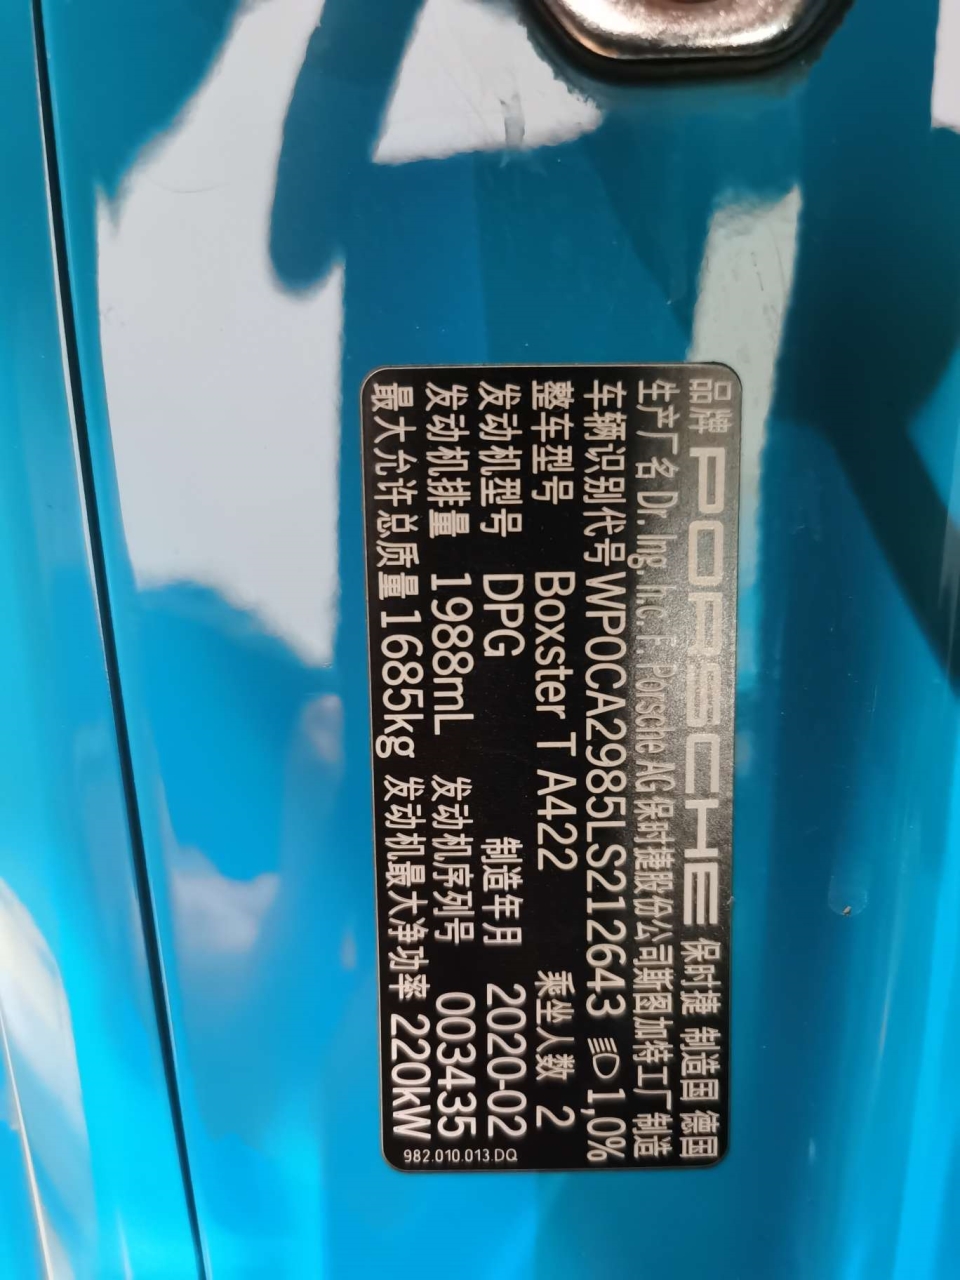 品牌 PORSCHE 保时捷 制造国 德国
生产厂名 Dr. Ing. h.c. F. Porsche AG 保时捷股份公司斯图加特工厂 制造
车辆识别代号 WP0CA2985LS212643 1,0%
整车型号 Boxster T A422 乘坐人数 2
发动机型号 DPG 制造年月 2020-02
发动机排量 1988mL 发动机序列号 003435
最大允许总质量 1685kg 发动机最大净功率 220kW
982.010.013.DQ